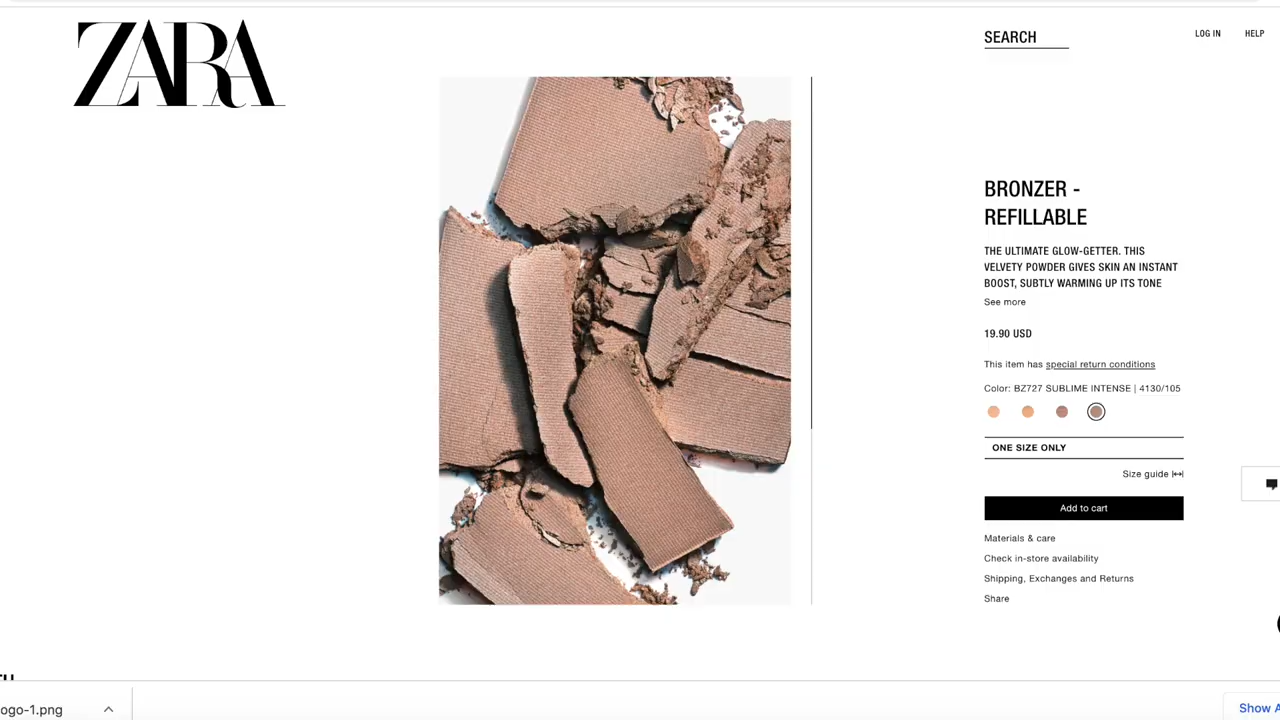 ZARA
SEARCH
LOG IN
HELP
BRONZER -
REFILLABLE
THE ULTIMATE GLOW-GETTER. THIS
VELVETY POWDER GIVES SKIN AN INSTANT
BOOST, SUBTLY WARMING UP ITS TONE
See more
19.90 USD
This item has special return conditions
Color: BZ727 SUBLIME INTENSE | 4130/105
ONE SIZE ONLY
Size guide
Add to cart
Materials & care
Check in-store availability
Shipping, Exchanges and Returns
Share
ogo-1.png
Show A